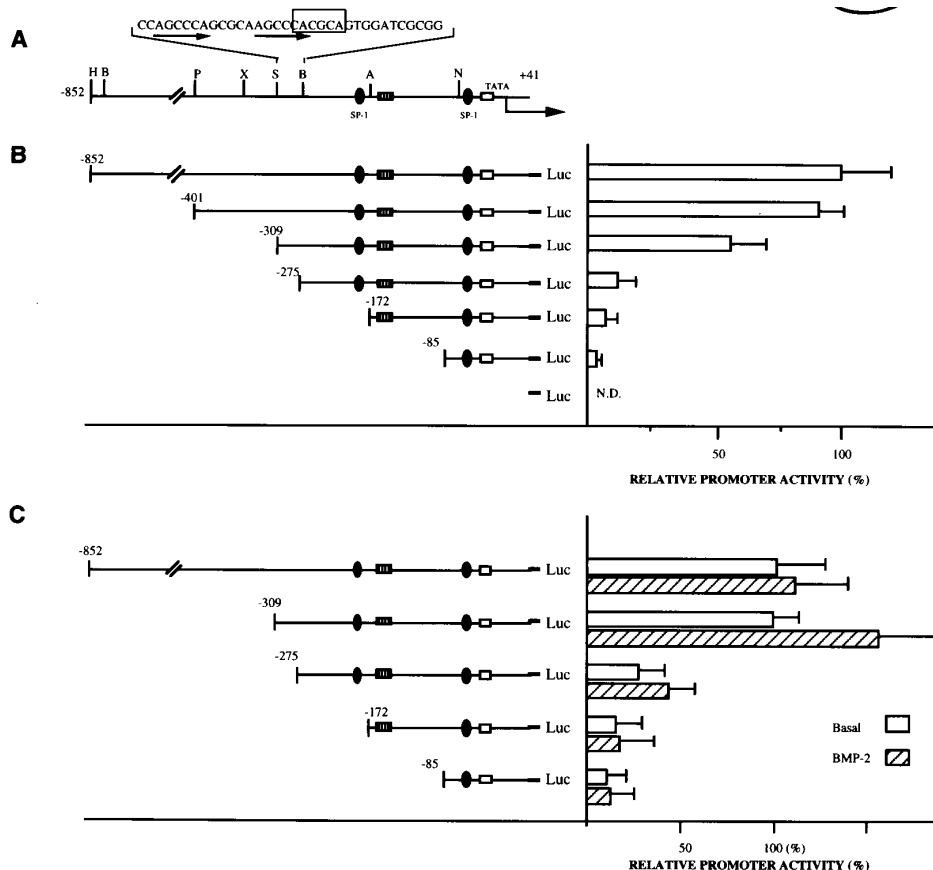 CCAGCCCAGCGCAAGCCCACGCAGTGGATCGCGG
A
H B P X S B A N TATA +41
-852
SP-1 SP-1
B
-852
Luc
-401
Luc
-309
Luc
-275
Luc
-172
Luc
-85
Luc
Luc N.D.
50 100
RELATIVE PROMOTER ACTIVITY (%)
C
-852
Luc
-309
Luc
-275
Luc
-172
Luc
Basal
BMP-2
-85
Luc
50 100 (%)
RELATIVE PROMOTER ACTIVITY (%)